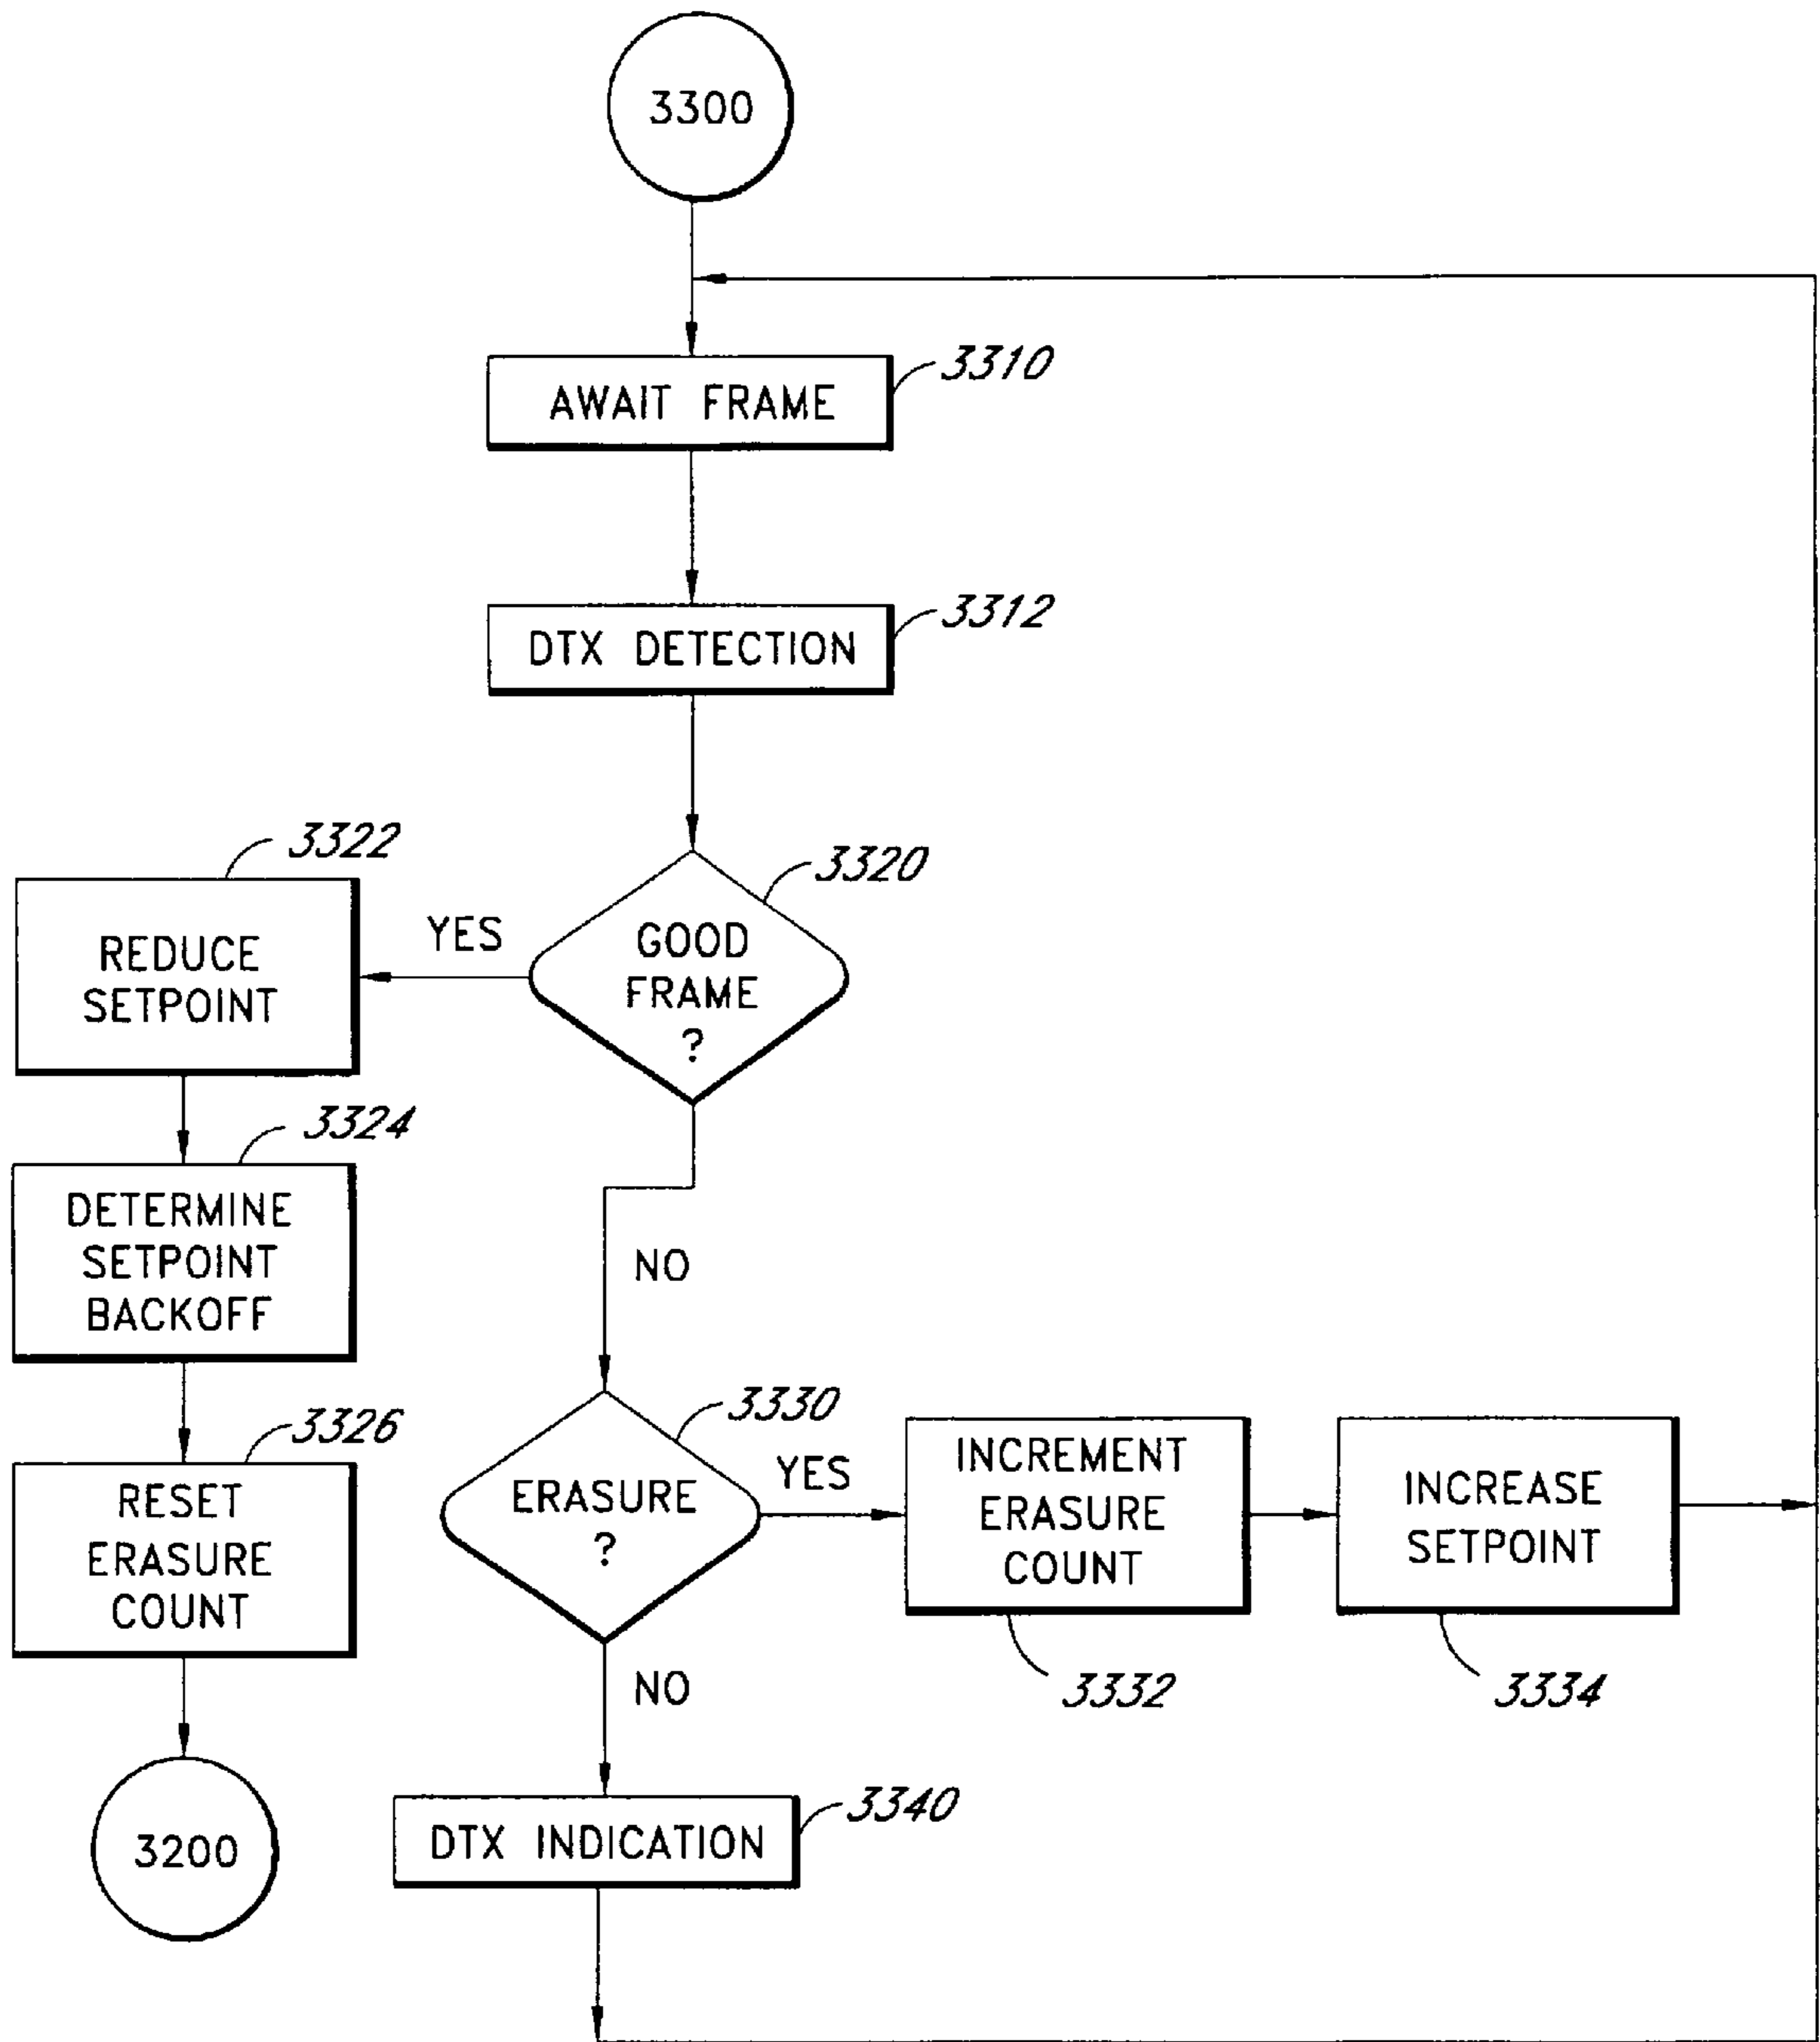 3300
AWAIT FRAME
3310
DTX DETECTION
3312
3322
REDUCE
SETPOINT
YES
3320
GOOD
FRAME
?
3324
DETERMINE
SETPOINT
BACKOFF
NO
3326
RESET
ERASURE
COUNT
3330
ERASURE
?
YES
INCREMENT
ERASURE
COUNT
3332
INCREASE
SETPOINT
3334
NO
3200
DTX INDICATION
3340